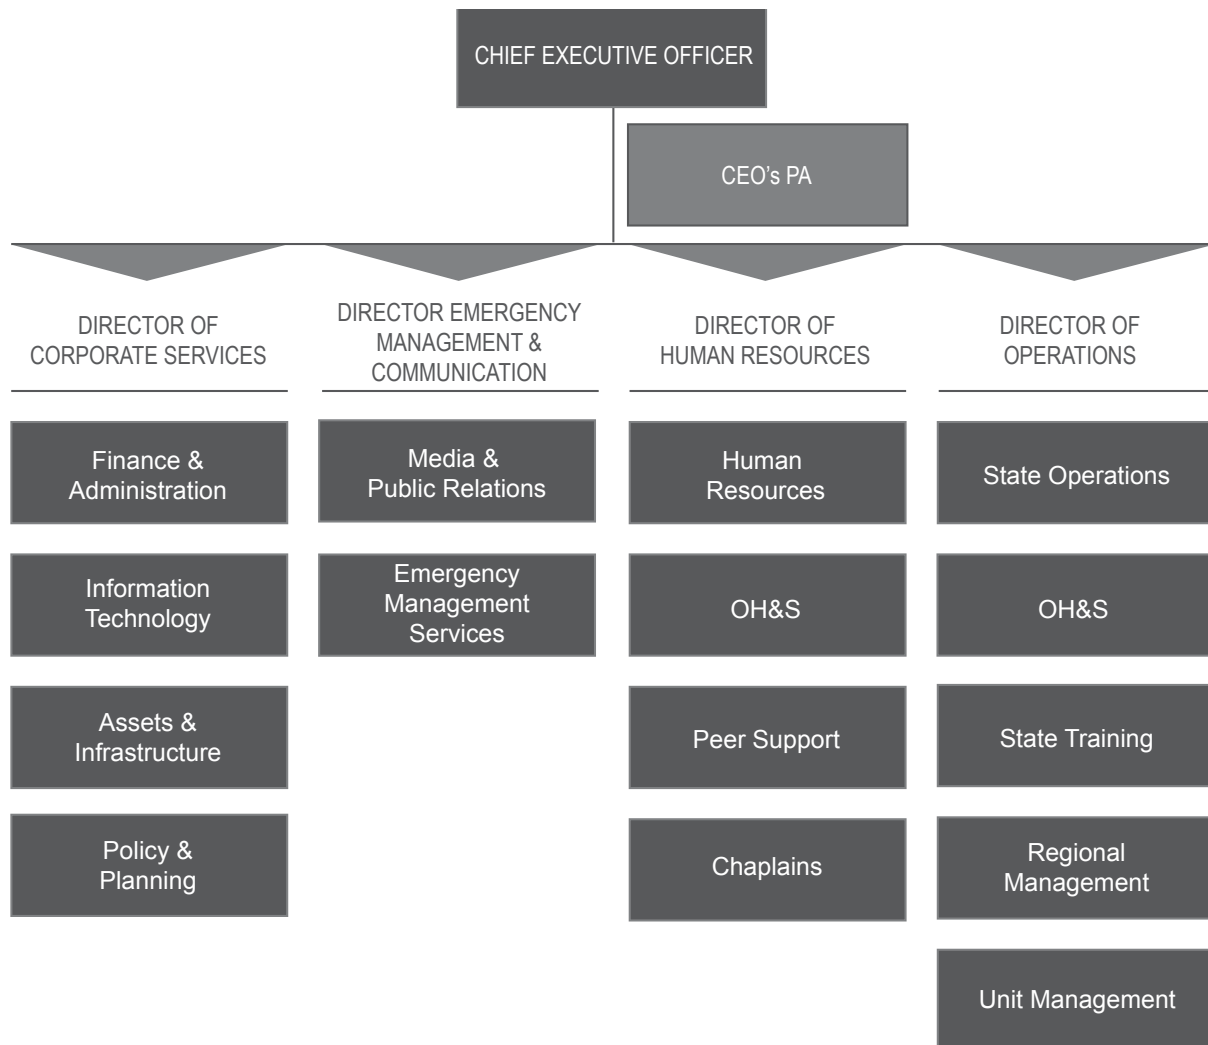 CHIEF EXECUTIVE OFFICER
CEO's PA
DIRECTOR OF
CORPORATE SERVICES
DIRECTOR EMERGENCY
MANAGEMENT &
COMMUNICATION
DIRECTOR OF
HUMAN RESOURCES
DIRECTOR OF
OPERATIONS
Finance &
Administration
Media &
Public Relations
Human
Resources
State Operations
Information
Technology
Emergency
Management
Services
OH&S
OH&S
Assets &
Infrastructure
Peer Support
State Training
Policy &
Planning
Chaplains
Regional
Management
Unit Management